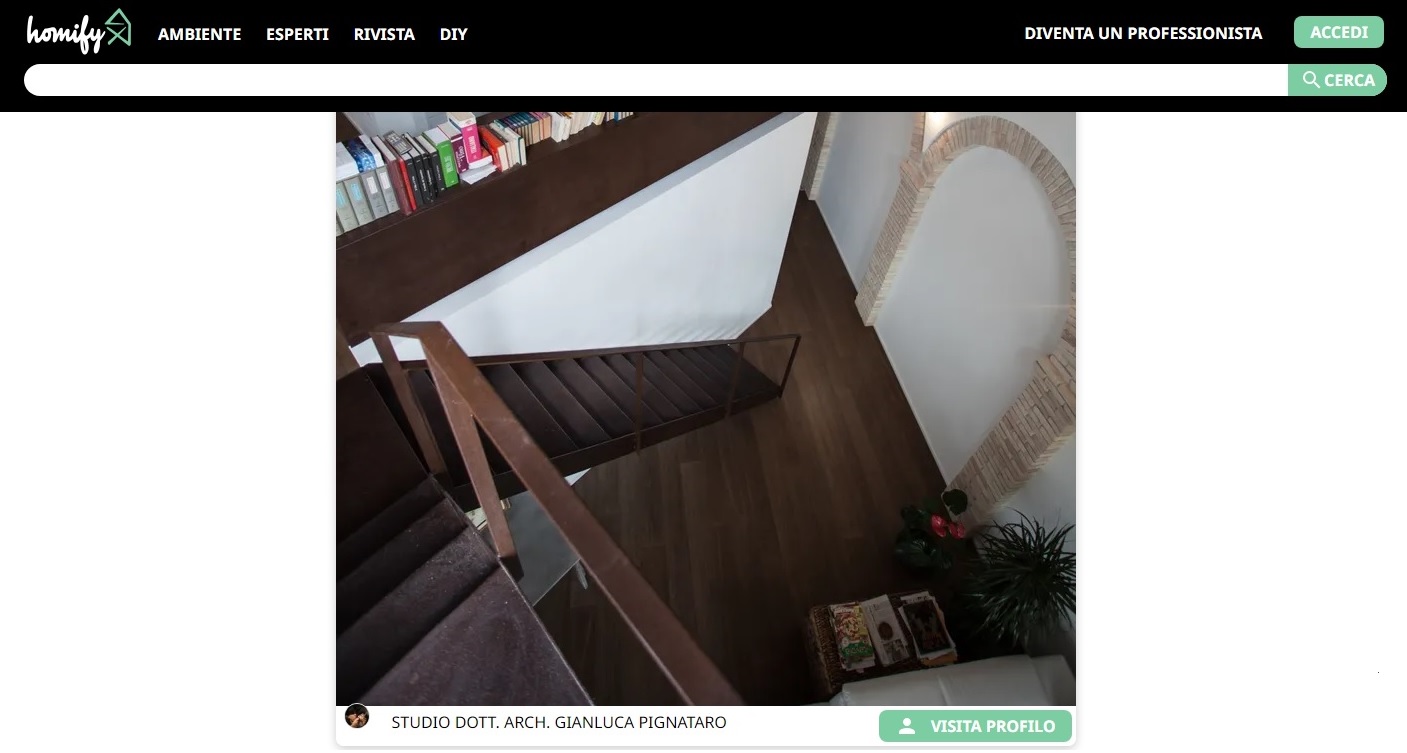 homify
AMBIENTE ESPERTI RIVISTA DIY
DIVENTA UN PROFESSIONISTA
ACCEDI
CERCA
STUDIO DOTT. ARCH. GIANLUCA PIGNATARO
VISITA PROFILO